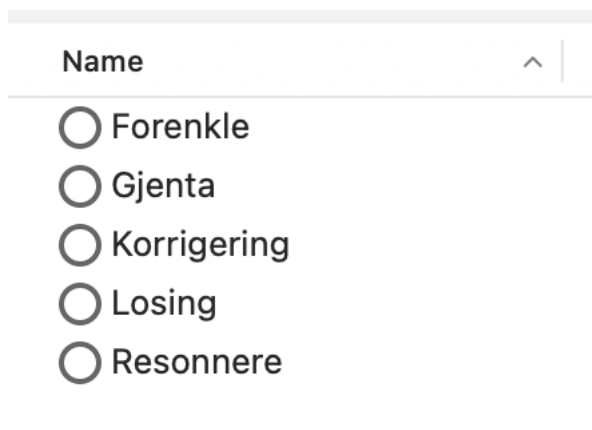 Name
Forenkle
Gjenta
Korrigering
Losing
Resonnere